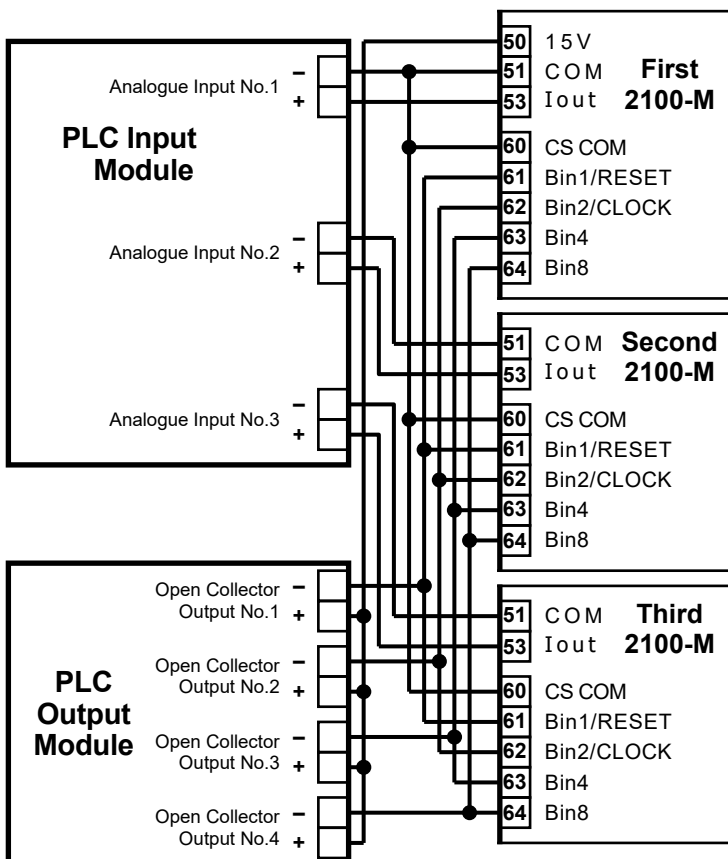 PLC Input
Module
Analogue Input No.1
−
+
Analogue Input No.2
−
+
Analogue Input No.3
−
+
PLC
Output
Module
Open Collector
Output No.1
−
+
Open Collector
Output No.2
−
+
Open Collector
Output No.3
−
+
Open Collector
Output No.4
−
+
First
2100-M
50 15V
51 COM
53 Iout
60 CS COM
61 Bin1/RESET
62 Bin2/CLOCK
63 Bin4
64 Bin8
Second
2100-M
51 COM
53 Iout
60 CS COM
61 Bin1/RESET
62 Bin2/CLOCK
63 Bin4
64 Bin8
Third
2100-M
51 COM
53 Iout
60 CS COM
61 Bin1/RESET
62 Bin2/CLOCK
63 Bin4
64 Bin8